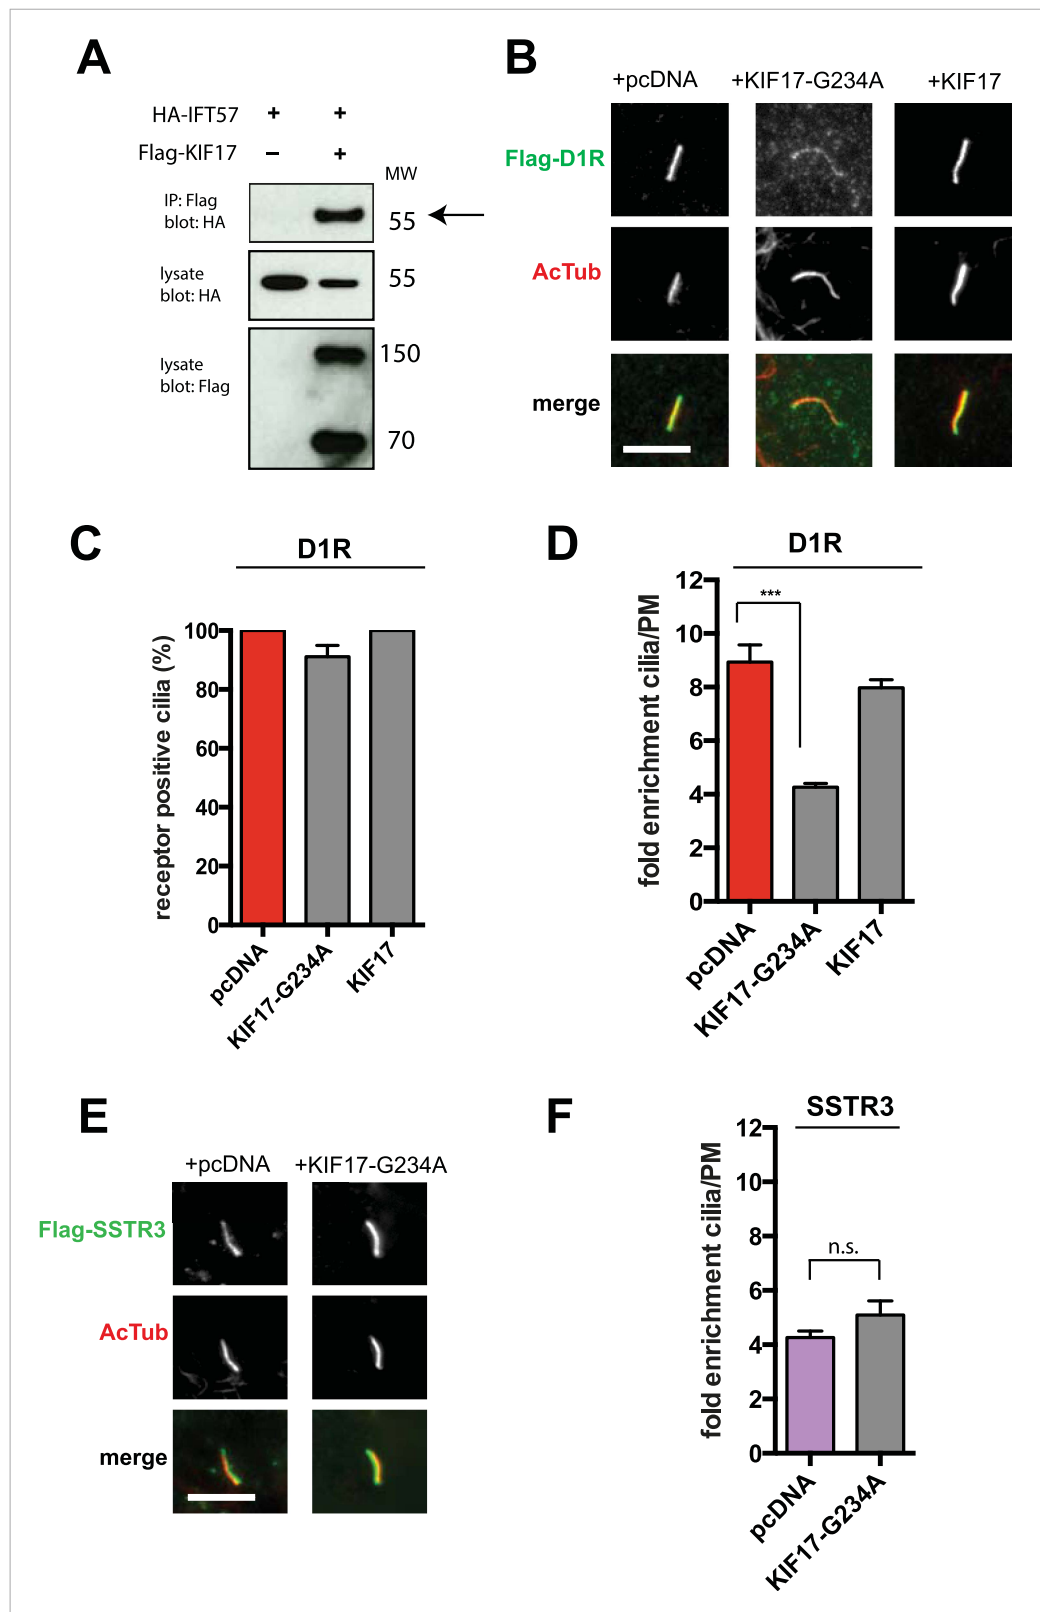 A
HA-IFT57 + +
Flag-KIF17 – +
MW
IP: Flag
blot: HA
55
lysate
blot: HA
55
lysate
blot: Flag
150
70
B
+pcDNA +KIF17-G234A +KIF17
Flag-D1R
AcTub
merge
C
D1R
receptor positive cilia (%)
100
80
60
40
20
0
pcDNA
KIF17-G234A
KIF17
D
D1R
fold enrichment cilia/PM
12
10
8
6
4
2
0
***
pcDNA
KIF17-G234A
KIF17
E
+pcDNA +KIF17-G234A
Flag-SSTR3
AcTub
merge
F
SSTR3
fold enrichment cilia/PM
12
10
8
6
4
2
0
n.s.
pcDNA
KIF17-G234A